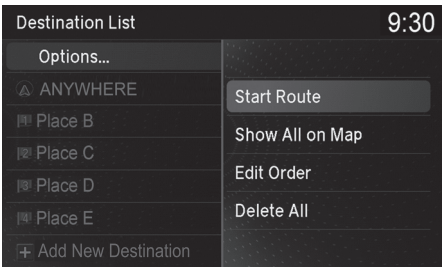 Destination List
9:30
Options...
ANYWHERE
Place B
Place C
Place D
Place E
Add New Destination
Start Route
Show All on Map
Edit Order
Delete All